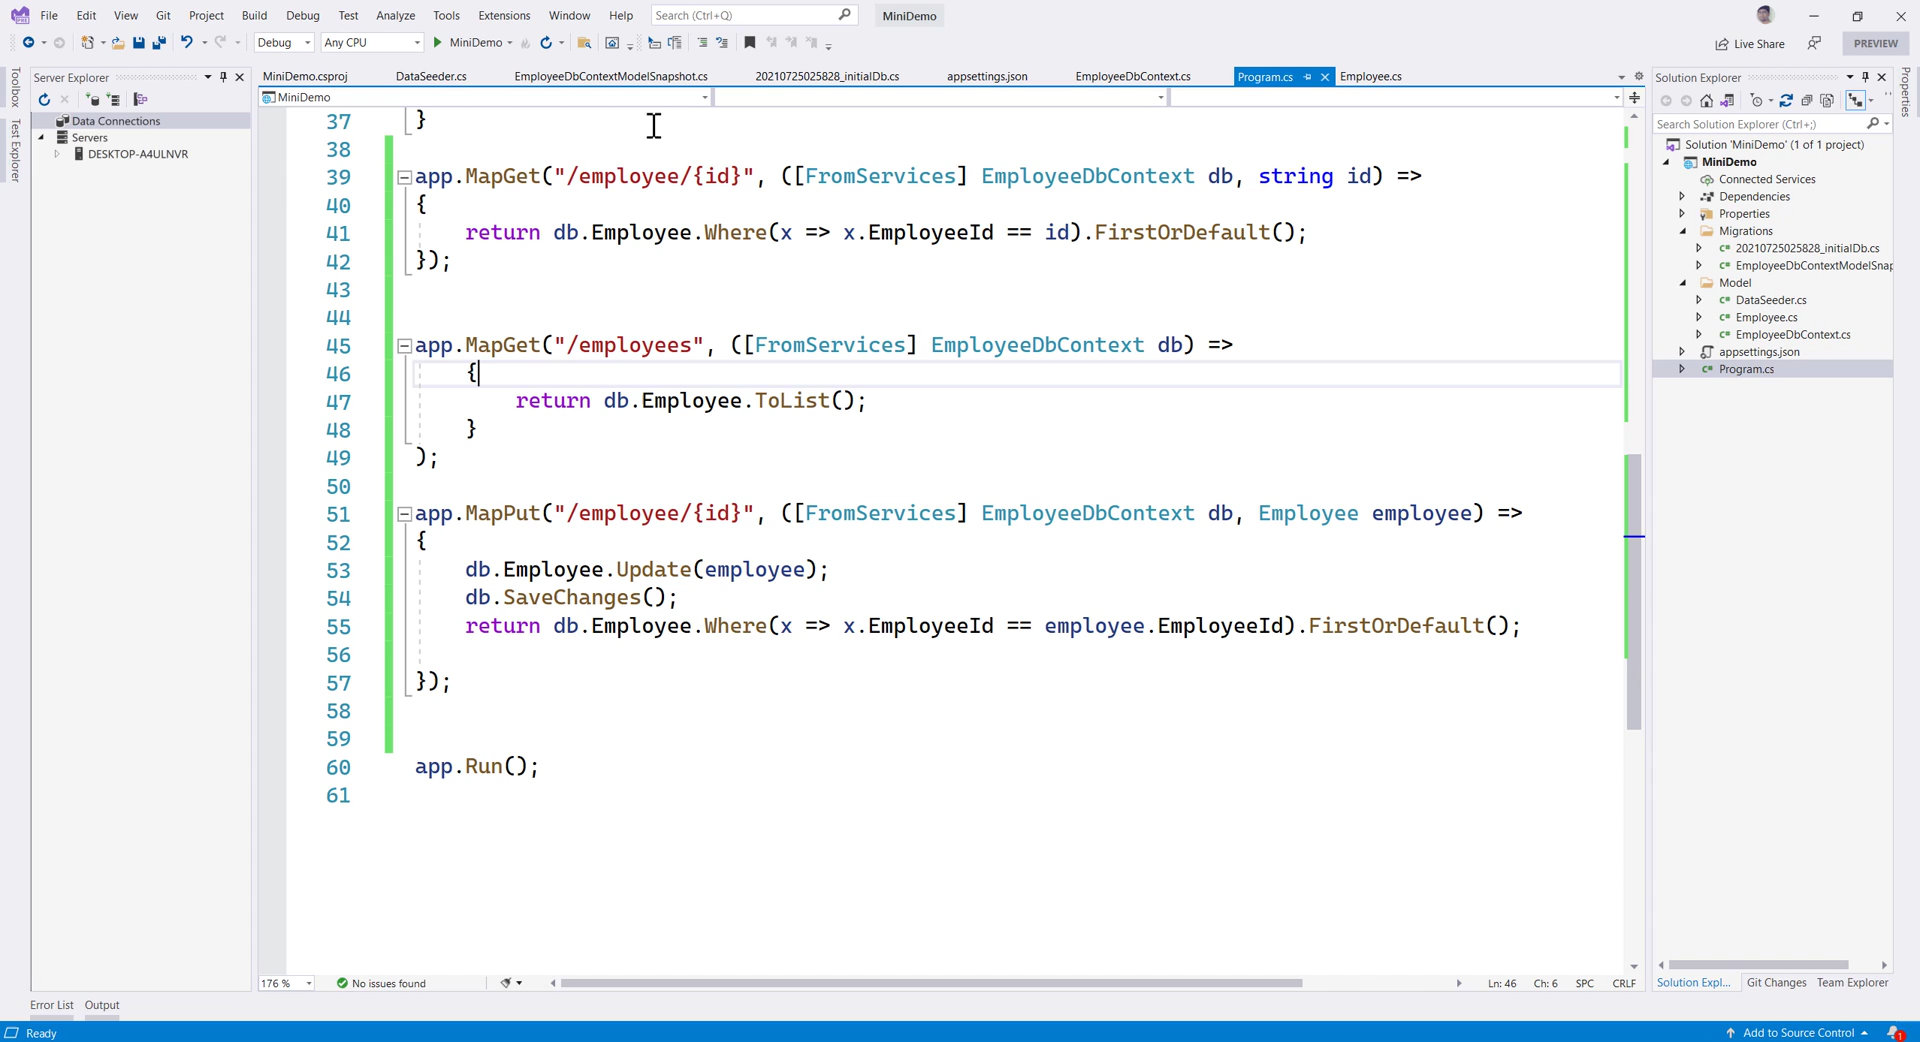 File Edit View Git Project Build Debug Test Analyze Tools Extensions Window Help Search (Ctrl+Q) MiniDemo
Debug Any CPU MiniDemo Live Share PREVIEW
Toolbox
Test Explorer
Server Explorer
Data Connections
Servers
DESKTOP-A4ULNVR
MiniDemo.csproj DataSeeder.cs EmployeeDbContextModelSnapshot.cs 20210725025828_initialDb.cs appsettings.json EmployeeDbContext.cs Program.cs Employee.cs
MiniDemo
37 }
38
39 app.MapGet("/employee/{id}", ([FromServices] EmployeeDbContext db, string id) =>
40 {
41 return db.Employee.Where(x => x.EmployeeId == id).FirstOrDefault();
42 });
43
44
45 app.MapGet("/employees", ([FromServices] EmployeeDbContext db) =>
46 {
47 return db.Employee.ToList();
48 }
49 );
50
51 app.MapPut("/employee/{id}", ([FromServices] EmployeeDbContext db, Employee employee) =>
52 {
53 db.Employee.Update(employee);
54 db.SaveChanges();
55 return db.Employee.Where(x => x.EmployeeId == employee.EmployeeId).FirstOrDefault();
56
57 });
58
59
60 app.Run();
61
176 % No issues found Ln: 46 Ch: 6 SPC CRLF
Solution Explorer
Search Solution Explorer (Ctrl+;)
Solution 'MiniDemo' (1 of 1 project)
MiniDemo
Connected Services
Dependencies
Properties
Migrations
20210725025828_initialDb.cs
EmployeeDbContextModelSnap
Model
DataSeeder.cs
Employee.cs
EmployeeDbContext.cs
appsettings.json
Program.cs
Solution Expl... Git Changes Team Explorer
Properties
Error List Output
Ready Add to Source Control 1